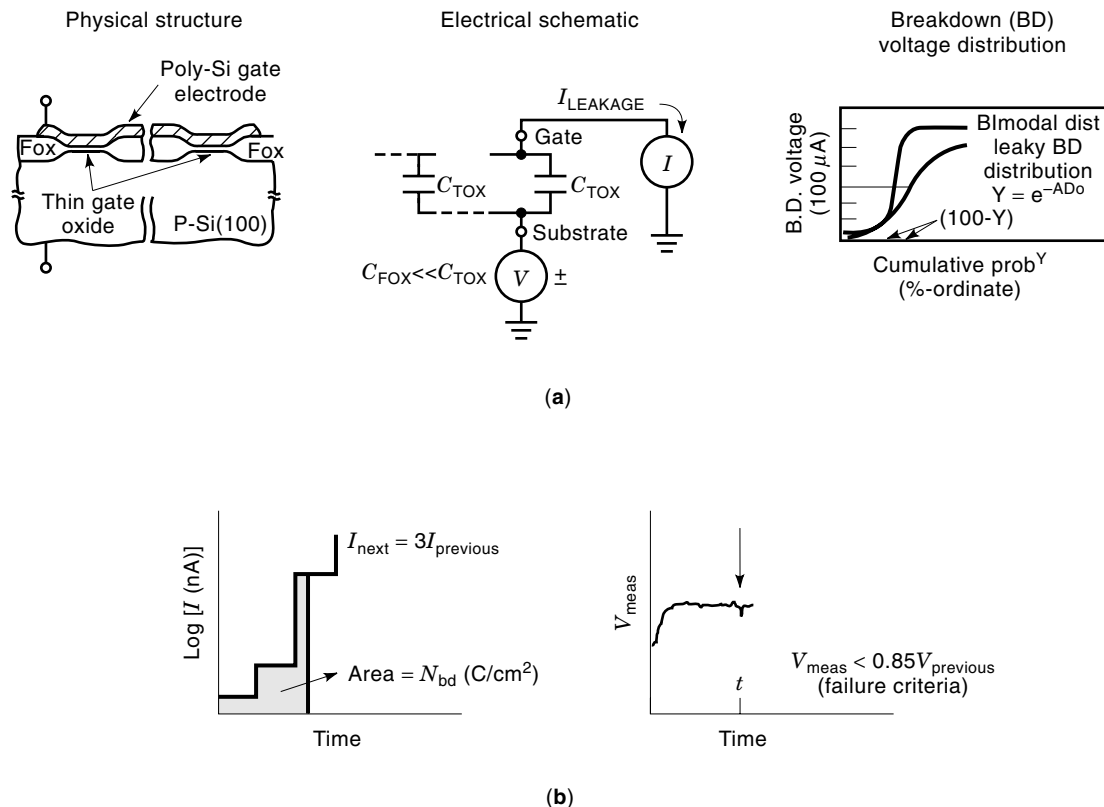 Physical structure
Poly-Si gate
electrode
Fox
Fox
Thin gate
oxide
P-Si(100)
Electrical schematic
I_LEAKAGE
Gate
I
C_TOX
C_TOX
Substrate
C_FOX<<C_TOX
V
±
Breakdown (BD)
voltage distribution
B.D. voltage
(100 μA)
BImodal dist
leaky BD
distribution
Y = e^–ADo
(100-Y)
Cumulative prob^Y
(%-ordinate)
(a)
Log [I (nA)]
I_next = 3I_previous
Area = N_bd (C/cm²)
Time
V_meas
V_meas < 0.85V_previous
(failure criteria)
t
Time
(b)